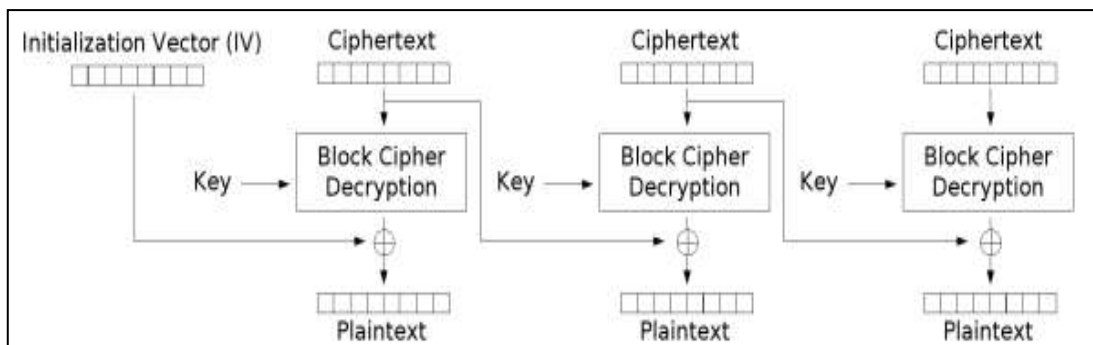 Initialization Vector (IV)
Ciphertext
Ciphertext
Ciphertext
Key
Block Cipher
Decryption
Key
Block Cipher
Decryption
Key
Block Cipher
Decryption
Plaintext
Plaintext
Plaintext